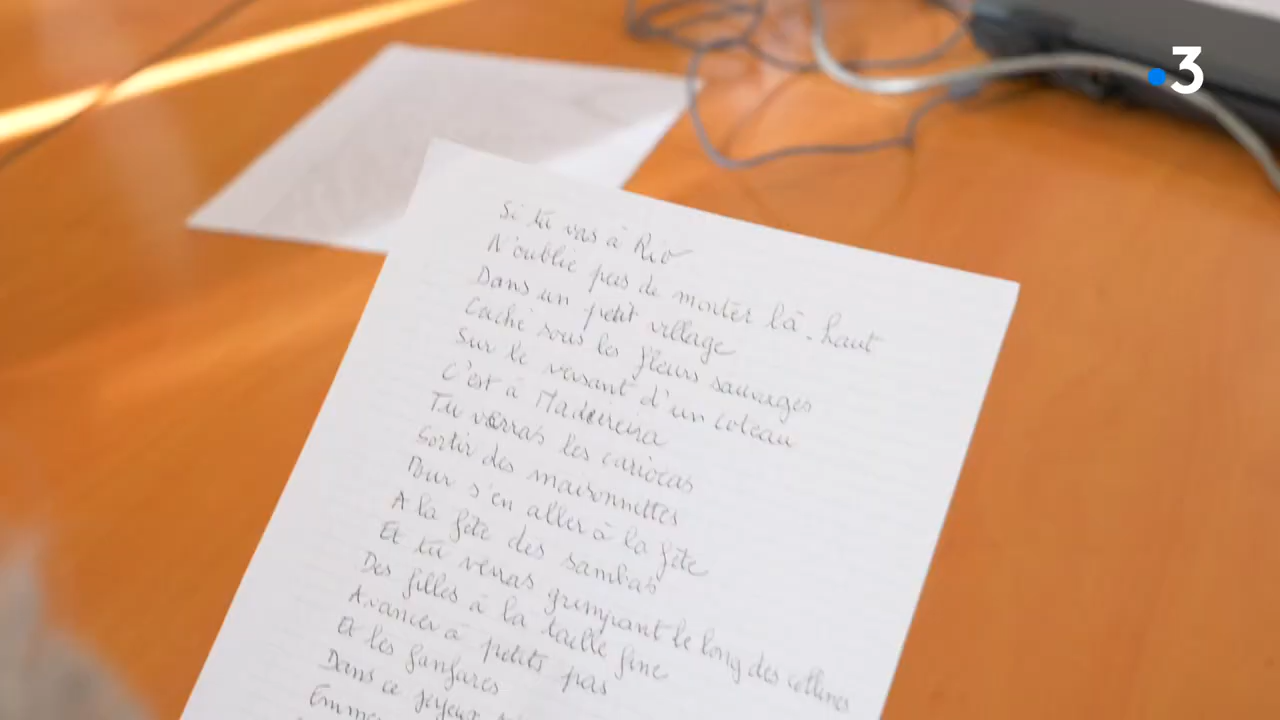 3
Si tu vas à Rio
N'oublie pas de monter là-haut
Dans un petit village
Caché sous les fleurs sauvages
Sur le versant d'un coteau
C'est à Madureira
Tu verras les cariocas
Sortir des maisonnettes
Pour s'en aller à la fête
A la fête des sambas
Et tu verras grimpant le long des collines
Des filles à la taille fine
Avancer à petits pas
Et les fanfares
Dans ce joyeux